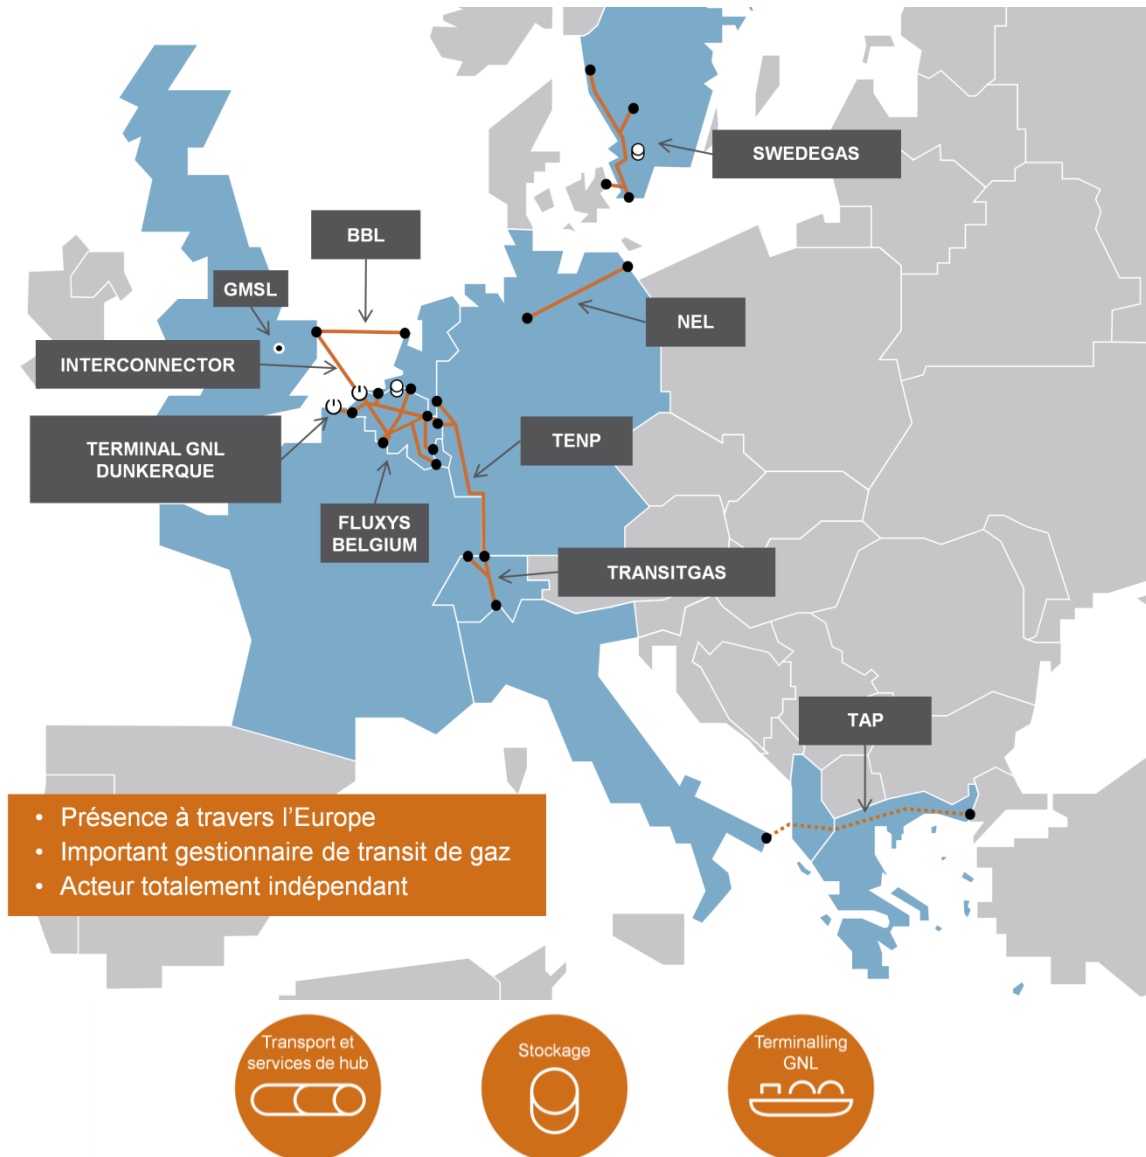 SWEDEGAS
BBL
GMSL
NEL
INTERCONNECTOR
TERMINAL GNL
DUNKERQUE
TENP
FLUXYS
BELGIUM
TRANSITGAS
TAP
• Présence à travers l’Europe
• Important gestionnaire de transit de gaz
• Acteur totalement indépendant
Transport et
services de hub
Stockage
Terminalling
GNL